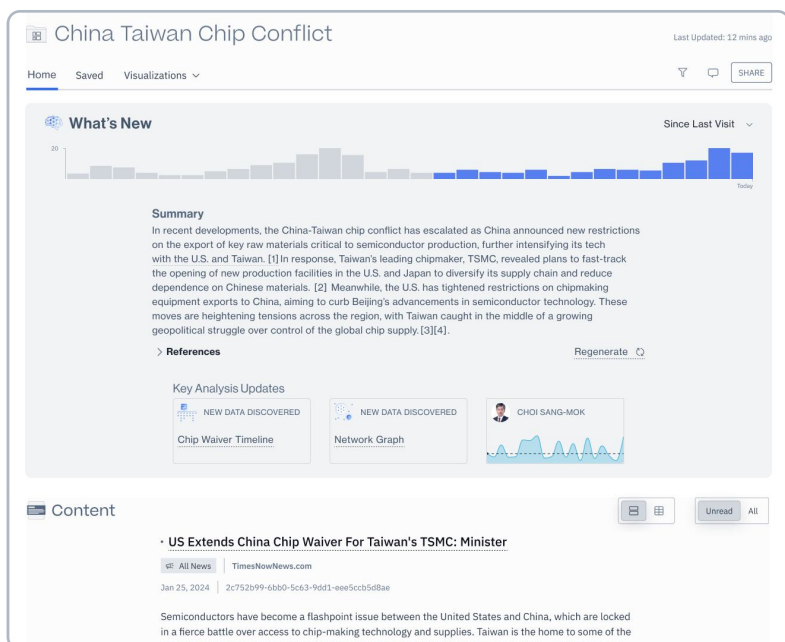 China Taiwan Chip Conflict
Last Updated: 12 mins ago
Home Saved Visualizations
SHARE
What's New
Since Last Visit
20
Today
Summary
In recent developments, the China-Taiwan chip conflict has escalated as China announced new restrictions
on the export of key raw materials critical to semiconductor production, further intensifying its tech
with the U.S. and Taiwan. [1] In response, Taiwan's leading chipmaker, TSMC, revealed plans to fast-track
the opening of new production facilities in the U.S. and Japan to diversify its supply chain and reduce
dependence on Chinese materials. [2] Meanwhile, the U.S. has tightened restrictions on chipmaking
equipment exports to China, aiming to curb Beijing's advancements in semiconductor technology. These
moves are heightening tensions across the region, with Taiwan caught in the middle of a growing
geopolitical struggle over control of the global chip supply.[3][4].
> References
Regenerate
Key Analysis Updates
NEW DATA DISCOVERED
Chip Waiver Timeline
NEW DATA DISCOVERED
Network Graph
CHOI SANG-MOK
Content
Unread All
• US Extends China Chip Waiver For Taiwan's TSMC: Minister
All News | TimesNowNews.com
Jan 25, 2024 | 2c752b99-6bb0-5c63-9dd1-eee5ccb5d8ae
Semiconductors have become a flashpoint issue between the United States and China, which are locked
in a fierce battle over access to chip-making technology and supplies. Taiwan is the home to some of the